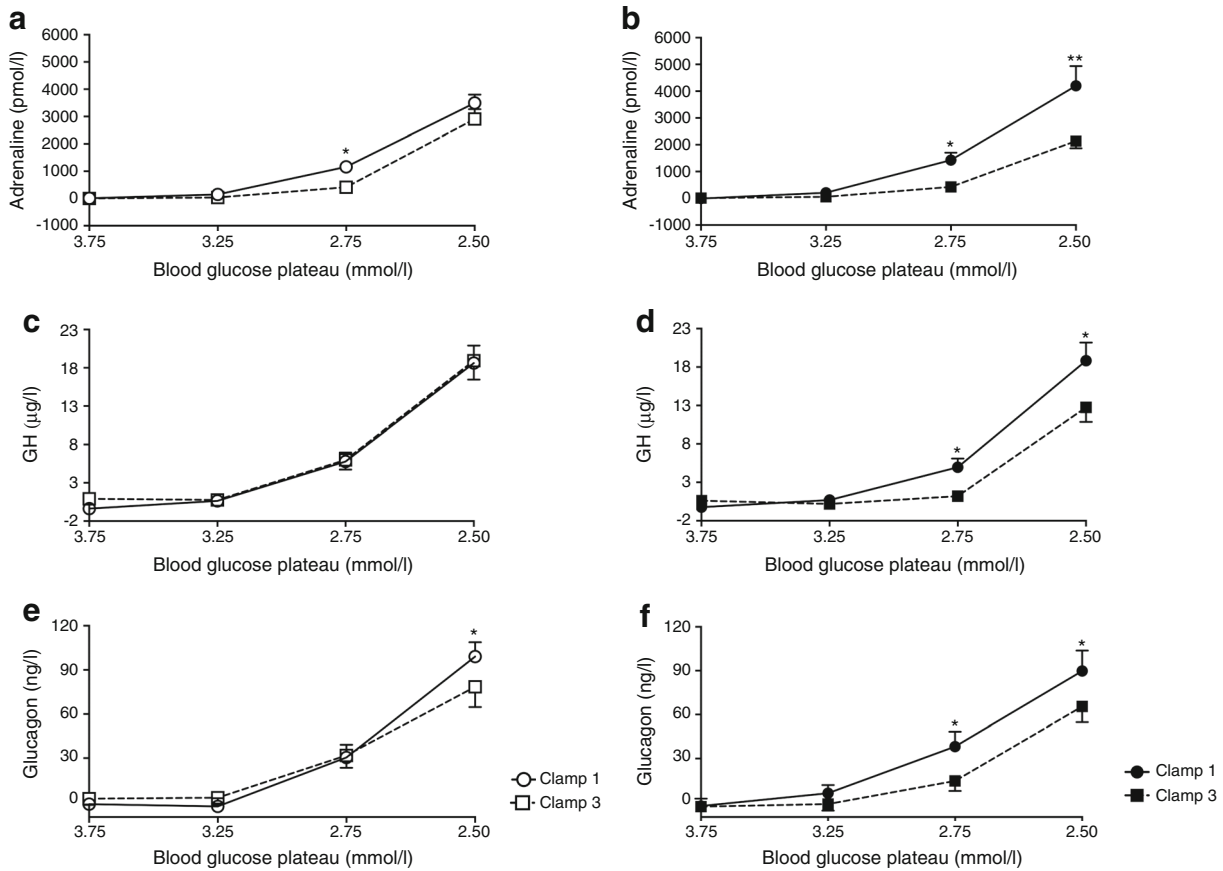 a
Adrenaline (pmol/l)
6000
5000
4000
3000
2000
1000
0
-1000
*
3.75 3.25 2.75 2.50
Blood glucose plateau (mmol/l)
b
Adrenaline (pmol/l)
6000
5000
4000
3000
2000
1000
0
-1000
*
**
3.75 3.25 2.75 2.50
Blood glucose plateau (mmol/l)
c
GH (µg/l)
23
18
13
8
3
-2
3.75 3.25 2.75 2.50
Blood glucose plateau (mmol/l)
d
GH (µg/l)
23
18
13
8
3
-2
*
*
3.75 3.25 2.75 2.50
Blood glucose plateau (mmol/l)
e
Glucagon (ng/l)
120
90
60
30
0
*
3.75 3.25 2.75 2.50
Blood glucose plateau (mmol/l)
Clamp 1
Clamp 3
f
Glucagon (ng/l)
120
90
60
30
0
*
*
3.75 3.25 2.75 2.50
Blood glucose plateau (mmol/l)
Clamp 1
Clamp 3